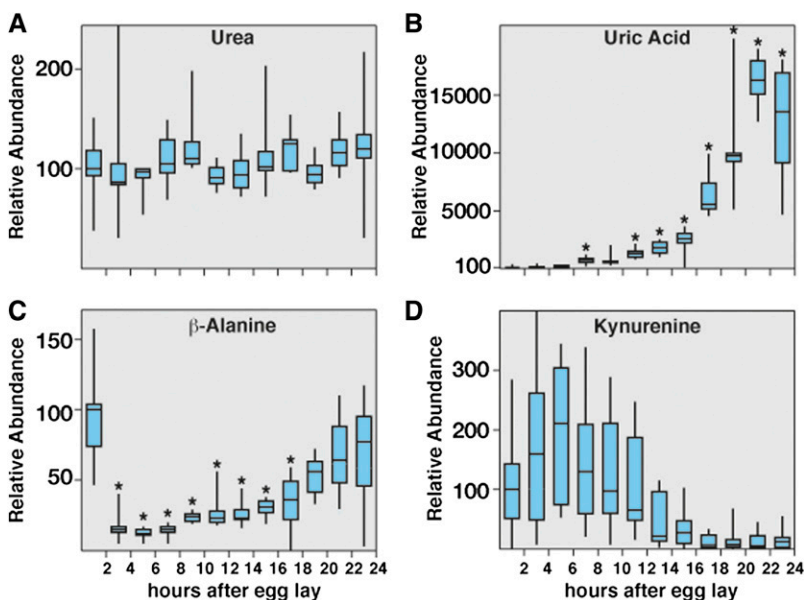 A
Urea
Relative Abundance
200
100
B
Uric Acid
Relative Abundance
15000
10000
5000
100
* * * * * * * *
C
β-Alanine
Relative Abundance
150
100
50
* * * * * * * *
2 4 6 8 10 12 14 16 18 20 22 24
hours after egg lay
D
Kynurenine
Relative Abundance
300
200
100
2 4 6 8 10 12 14 16 18 20 22 24
hours after egg lay